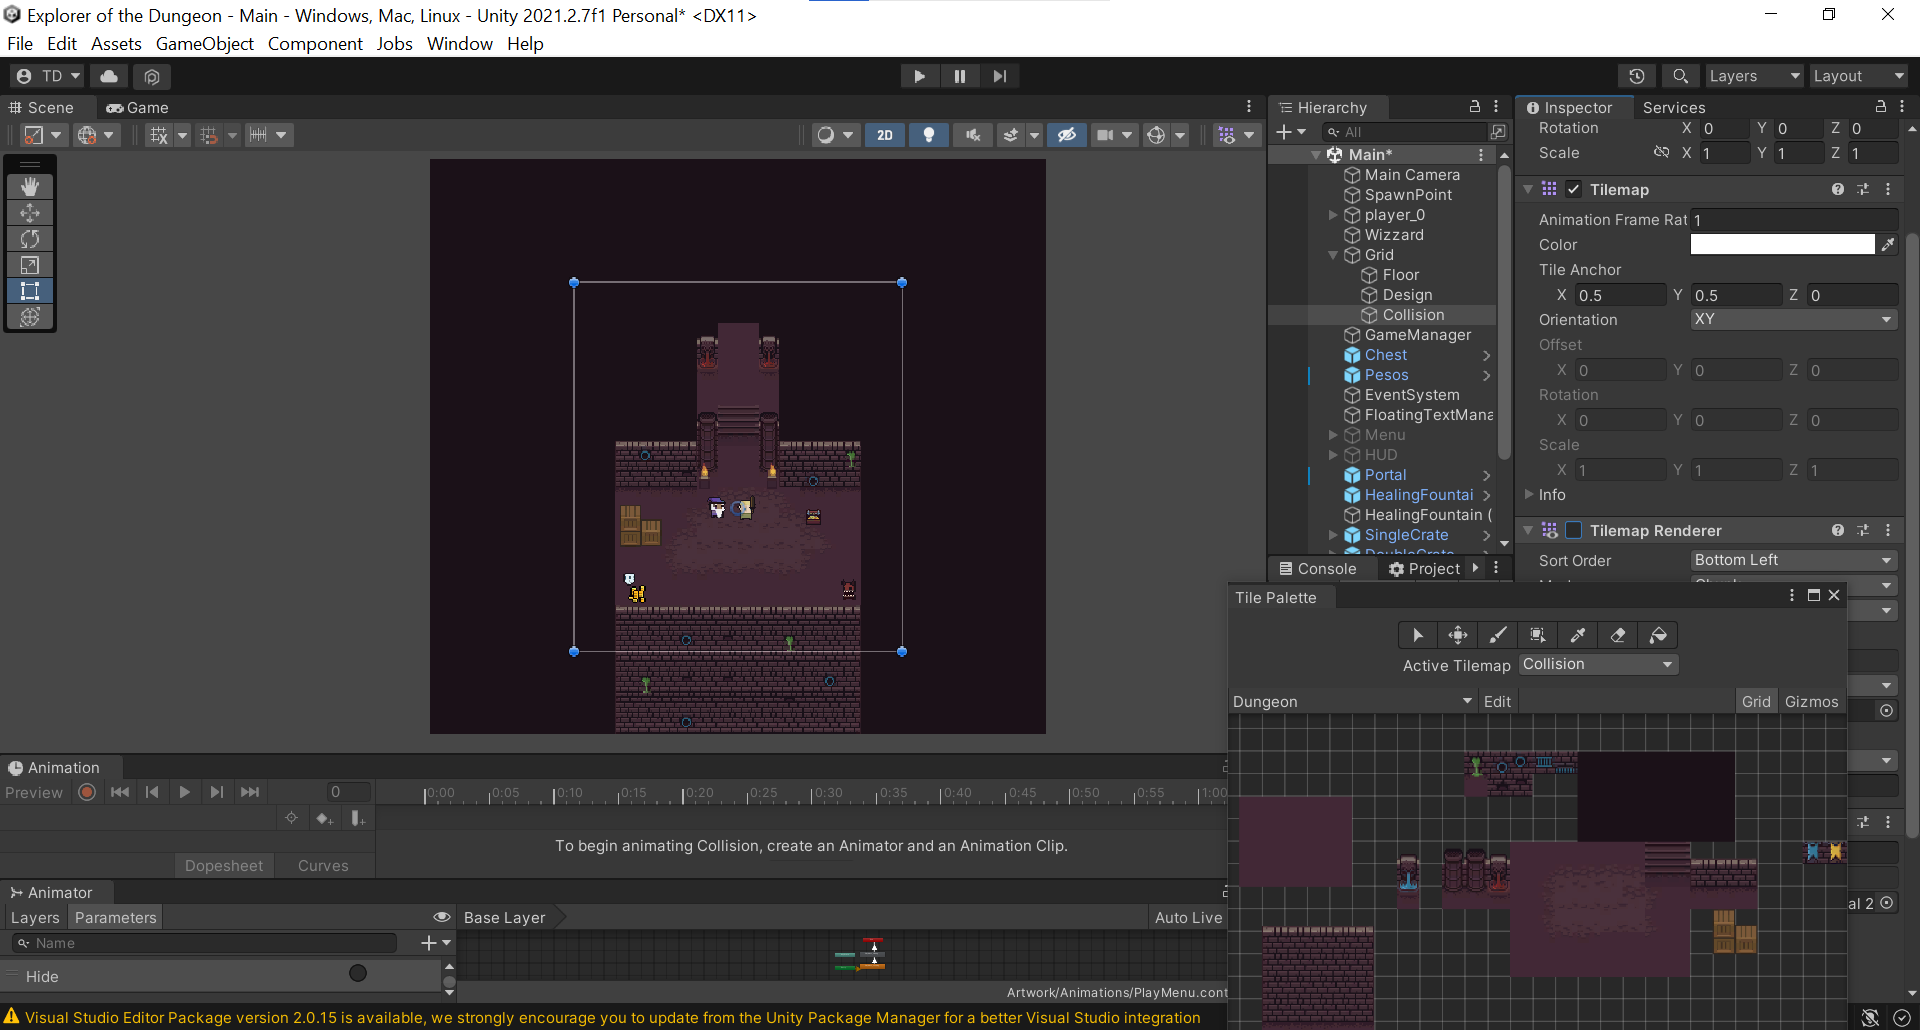 Explorer of the Dungeon - Main - Windows, Mac, Linux - Unity 2021.2.7f1 Personal* <DX11>
File Edit Assets GameObject Component Jobs Window Help
TD
Layers
Layout
Scene
Game
2D
Hierarchy
All
Main*
Main Camera
SpawnPoint
player_0
Wizzard
Grid
Floor
Design
Collision
GameManager
Chest
Pesos
EventSystem
FloatingTextMana
Menu
HUD
Portal
HealingFountai
HealingFountain (
SingleCrate
Inspector
Services
Rotation X 0 Y 0 Z 0
Scale X 1 Y 1 Z 1
Tilemap
Animation Frame Rat 1
Color
Tile Anchor
X 0.5 Y 0.5 Z 0
Orientation XY
Offset
X 0 Y 0 Z 0
Rotation
X 0 Y 0 Z 0
Scale
X 1 Y 1 Z 1
Info
Tilemap Renderer
Sort Order Bottom Left
Console
Project
Tile Palette
Active Tilemap Collision
Dungeon
Edit
Grid
Gizmos
al 2
Animation
Preview
0
0:00 0:05 0:10 0:15 0:20 0:25 0:30 0:35 0:40 0:45 0:50 0:55 1:00
To begin animating Collision, create an Animator and an Animation Clip.
Dopesheet
Curves
Animator
Layers
Parameters
Base Layer
Auto Live
Name
Hide
Artwork/Animations/PlayMenu.cont
Visual Studio Editor Package version 2.0.15 is available, we strongly encourage you to update from the Unity Package Manager for a better Visual Studio integration